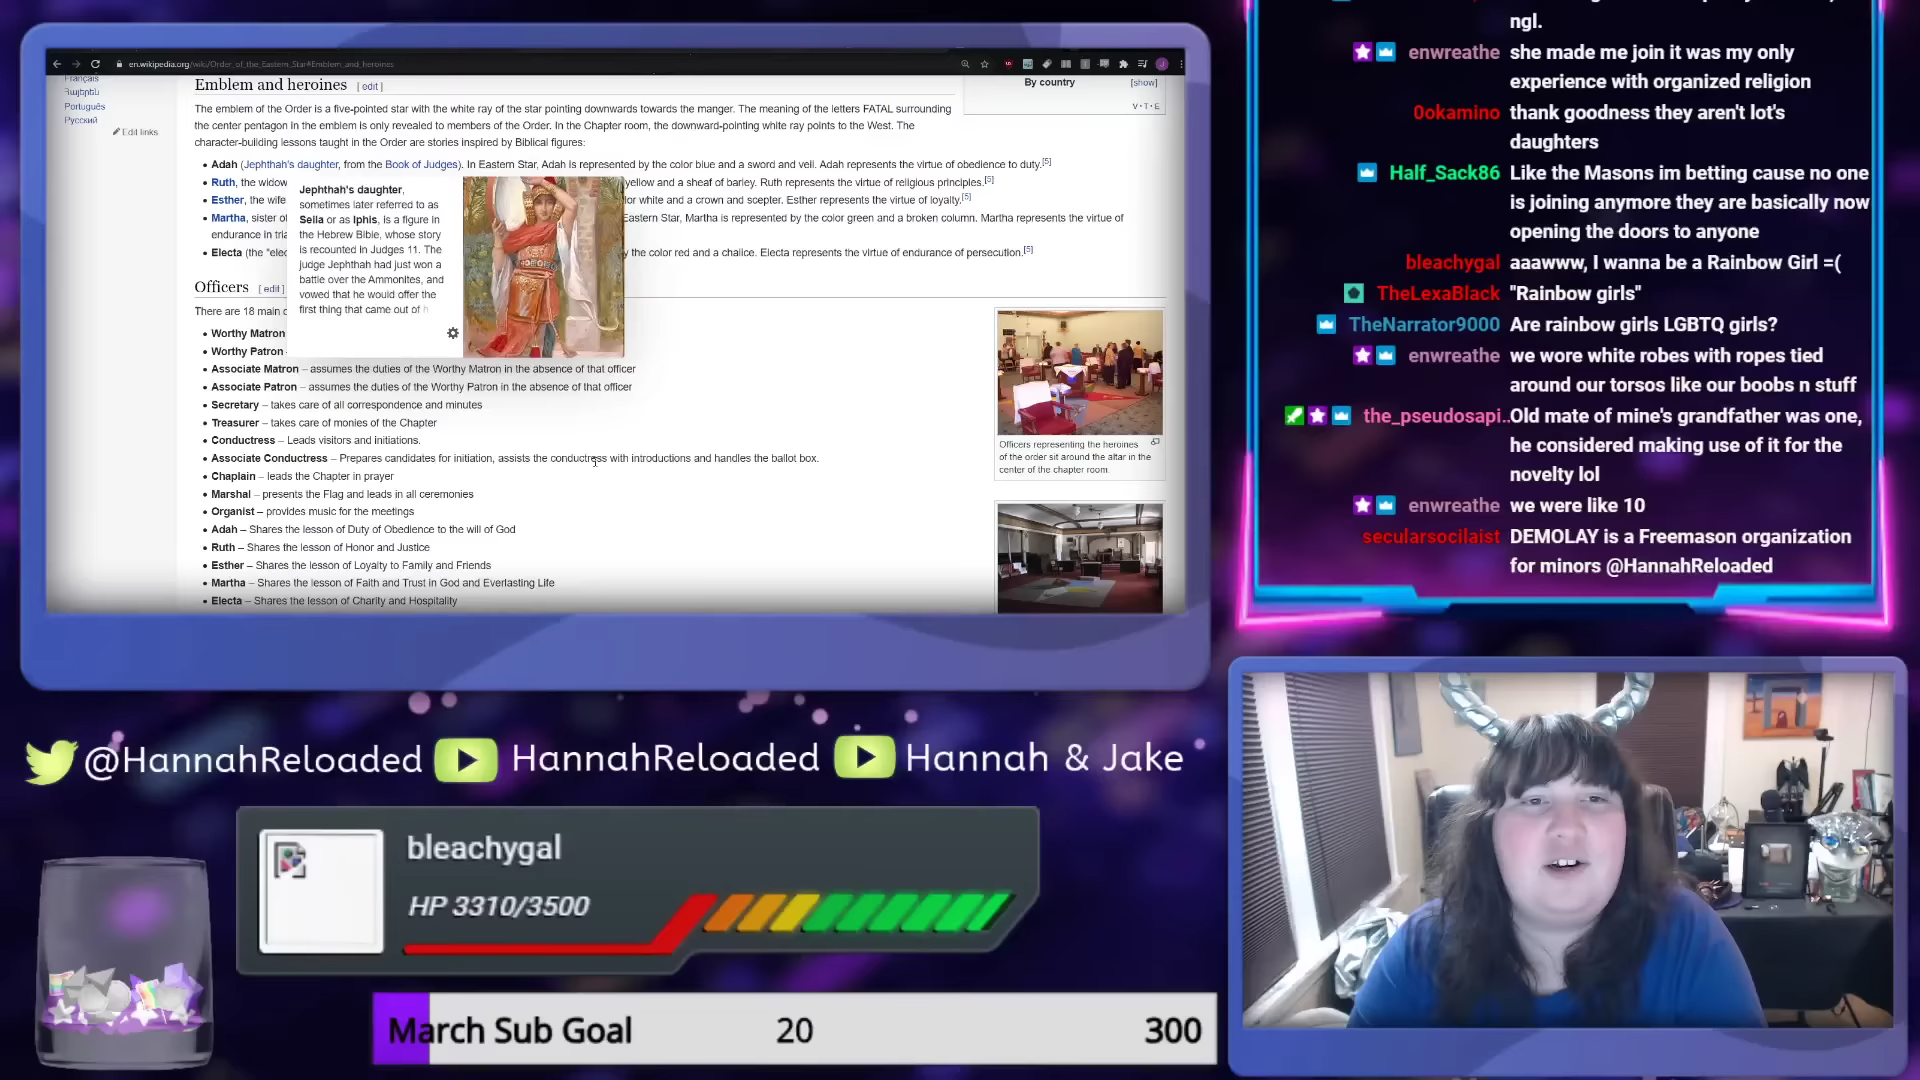 en.wikipedia.org/wiki/Order_of_the_Eastern_Star#Emblem_and_heroines
Français
Հայերեն
Português
Русский
Edit links
Emblem and heroines [ edit ]
The emblem of the Order is a five-pointed star with the white ray of the star pointing downwards towards the manger. The meaning of the letters FATAL surrounding
the center pentagon in the emblem is only revealed to members of the Order. In the Chapter room, the downward-pointing white ray points to the West. The
character-building lessons taught in the Order are stories inspired by Biblical figures:
• Adah (Jephthah's daughter, from the Book of Judges). In Eastern Star, Adah is represented by the color blue and a sword and veil. Adah represents the virtue of obedience to duty.[5]
• Ruth, the widow
yellow and a sheaf of barley. Ruth represents the virtue of religious principles.[5]
• Esther, the wife
lor white and a crown and scepter. Esther represents the virtue of loyalty.[5]
• Martha, sister of
Eastern Star, Martha is represented by the color green and a broken column. Martha represents the virtue of
endurance in tria
• Electa (the "elec
y the color red and a chalice. Electa represents the virtue of endurance of persecution.[5]
Jephthah's daughter,
sometimes later referred to as
Seila or as Iphis, is a figure in
the Hebrew Bible, whose story
is recounted in Judges 11. The
judge Jephthah had just won a
battle over the Ammonites, and
vowed that he would offer the
first thing that came out of h
By country [show]
V·T·E
Officers [ edit ]
There are 18 main o
• Worthy Matron
• Worthy Patron –
• Associate Matron – assumes the duties of the Worthy Matron in the absence of that officer
• Associate Patron – assumes the duties of the Worthy Patron in the absence of that officer
• Secretary – takes care of all correspondence and minutes
• Treasurer – takes care of monies of the Chapter
• Conductress – Leads visitors and initiations.
• Associate Conductress – Prepares candidates for initiation, assists the conductress with introductions and handles the ballot box.
• Chaplain – leads the Chapter in prayer
• Marshal – presents the Flag and leads in all ceremonies
• Organist – provides music for the meetings
• Adah – Shares the lesson of Duty of Obedience to the will of God
• Ruth – Shares the lesson of Honor and Justice
• Esther – Shares the lesson of Loyalty to Family and Friends
• Martha – Shares the lesson of Faith and Trust in God and Everlasting Life
• Electa – Shares the lesson of Charity and Hospitality
Officers representing the heroines
of the order sit around the altar in the
center of the chapter room.
ngl.
enwreathe she made me join it was my only
experience with organized religion
0okamino thank goodness they aren't lot's
daughters
Half_Sack86 Like the Masons im betting cause no one
is joining anymore they are basically now
opening the doors to anyone
bleachygal aaawww, I wanna be a Rainbow Girl =(
TheLexaBlack "Rainbow girls"
TheNarrator9000 Are rainbow girls LGBTQ girls?
enwreathe we wore white robes with ropes tied
around our torsos like our boobs n stuff
the_pseudosapi.. Old mate of mine's grandfather was one,
he considered making use of it for the
novelty lol
enwreathe we were like 10
secularsocilaist DEMOLAY is a Freemason organization
for minors @HannahReloaded
@HannahReloaded HannahReloaded Hannah & Jake
bleachygal
HP 3310/3500
March Sub Goal 20 300